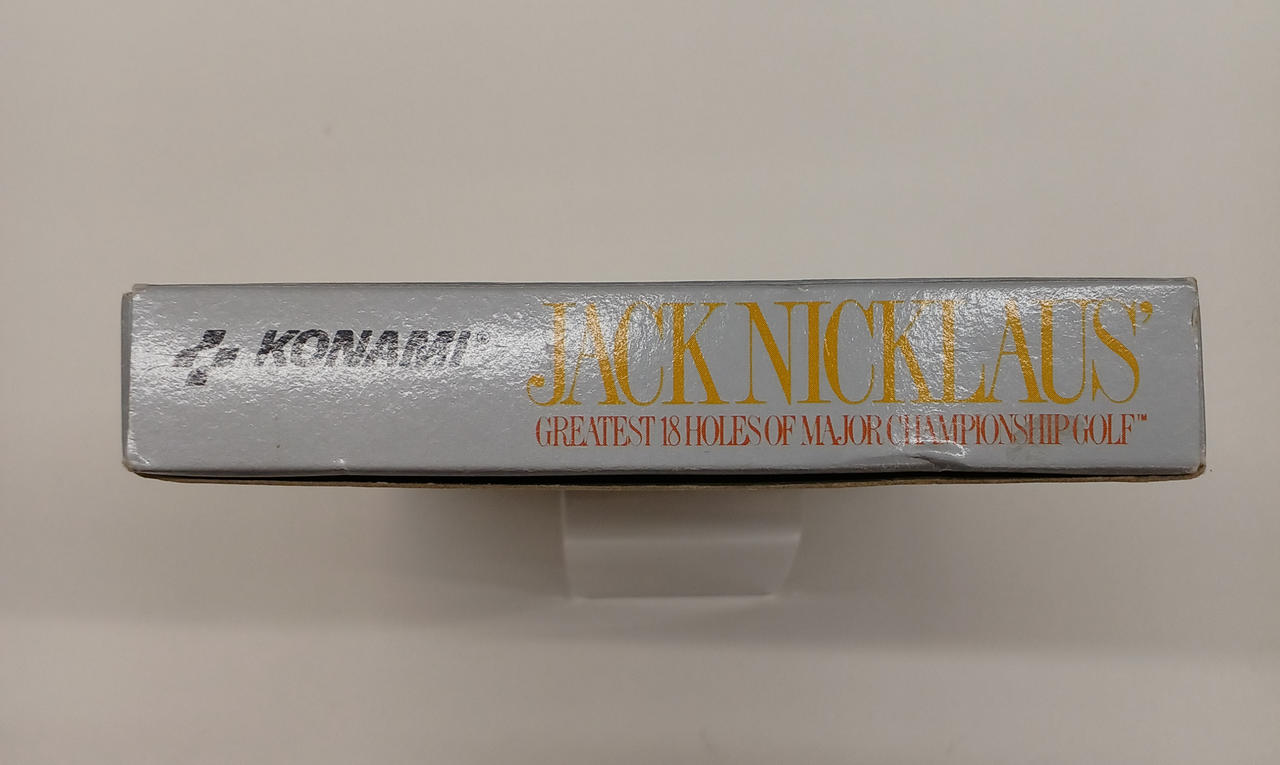 KONAMI®
JACK NICKLAUS'
GREATEST 18 HOLES OF MAJOR CHAMPIONSHIP GOLF™